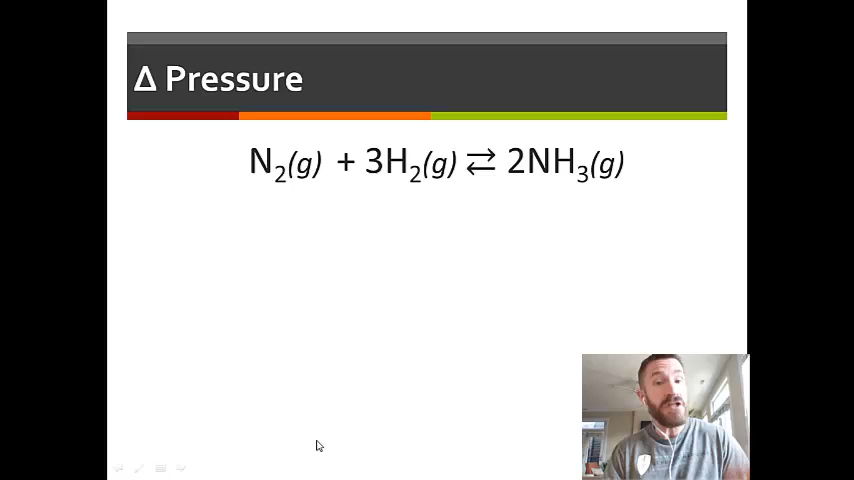 Δ Pressure
N₂(g) + 3H₂(g) ⇄ 2NH₃(g)